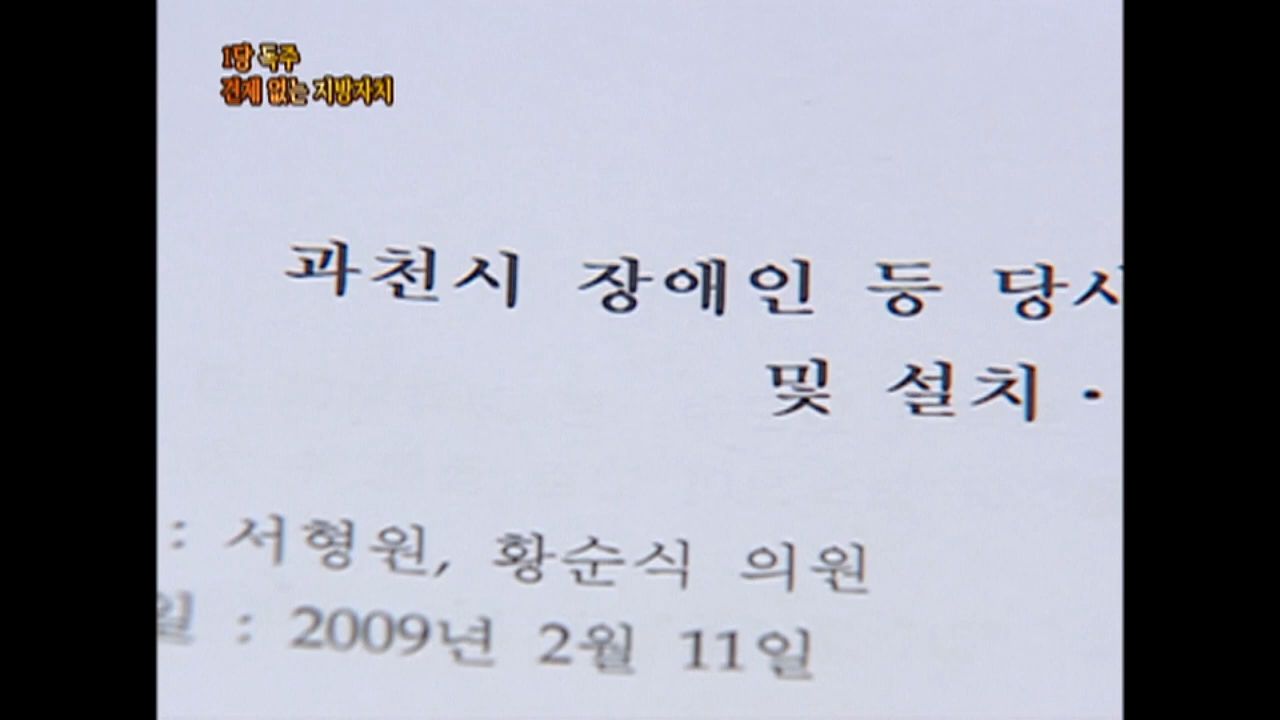 1당 독주
견제 없는 지방자치
과천시 장애인 등 당사
및 설치 ·
: 서형원, 황순식 의원
일 : 2009년 2월 11일